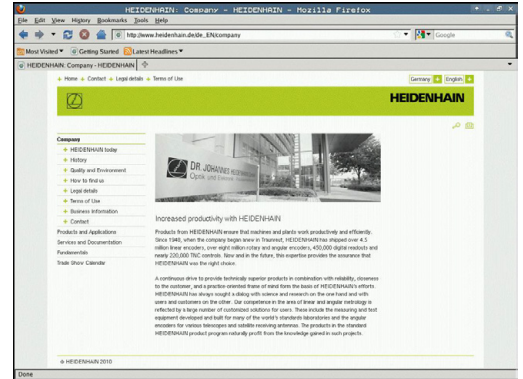 HEIDENHAIN: Company - HEIDENHAIN - Mozilla Firefox
File Edit View History Bookmarks Tools Help
http://www.heidenhain.de/de_EN/company
Google
Most Visited Getting Started Latest Headlines
HEIDENHAIN: Company - HEIDENHAIN
Home Contact Legal details Terms of Use
Germany English
HEIDENHAIN
Company
HEIDENHAIN today
History
Quality and Environment
How to find us
Legal details
Terms of Use
Business Information
Contact
Products and Applications
Services and Documentation
Fundamentals
Trade Show Calendar
DR. JOHANNES HEIDENHAIN
Optik und Elektronik
Increased productivity with HEIDENHAIN
Products from HEIDENHAIN ensure that machines and plants work productively and efficiently.
Since 1948, when the company began anew in Traunreut, HEIDENHAIN has shipped over 4.5
million linear encoders, over eight million rotary and angular encoders, 450,000 digital readouts and
nearly 220,000 TNC controls. Now and in the future, this expertise provides the assurance that
HEIDENHAIN was the right choice.
A continuous drive to provide technically superior products in combination with reliability, closeness
to the customer, and a practice-oriented frame of mind form the basis of HEIDENHAIN's efforts.
HEIDENHAIN has always sought a dialog with science and research on the one hand and with
users and customers on the other. Our competence in the area of linear and angular metrology is
reflected by a large number of customized solutions for users. These include the measuring and test
equipment developed and built for many of the world's standards laboratories and the angular
encoders for various telescopes and satellite receiving antennas. The products in the standard
HEIDENHAIN product program naturally profit from the knowledge gained in such projects.
© HEIDENHAIN 2010
Done